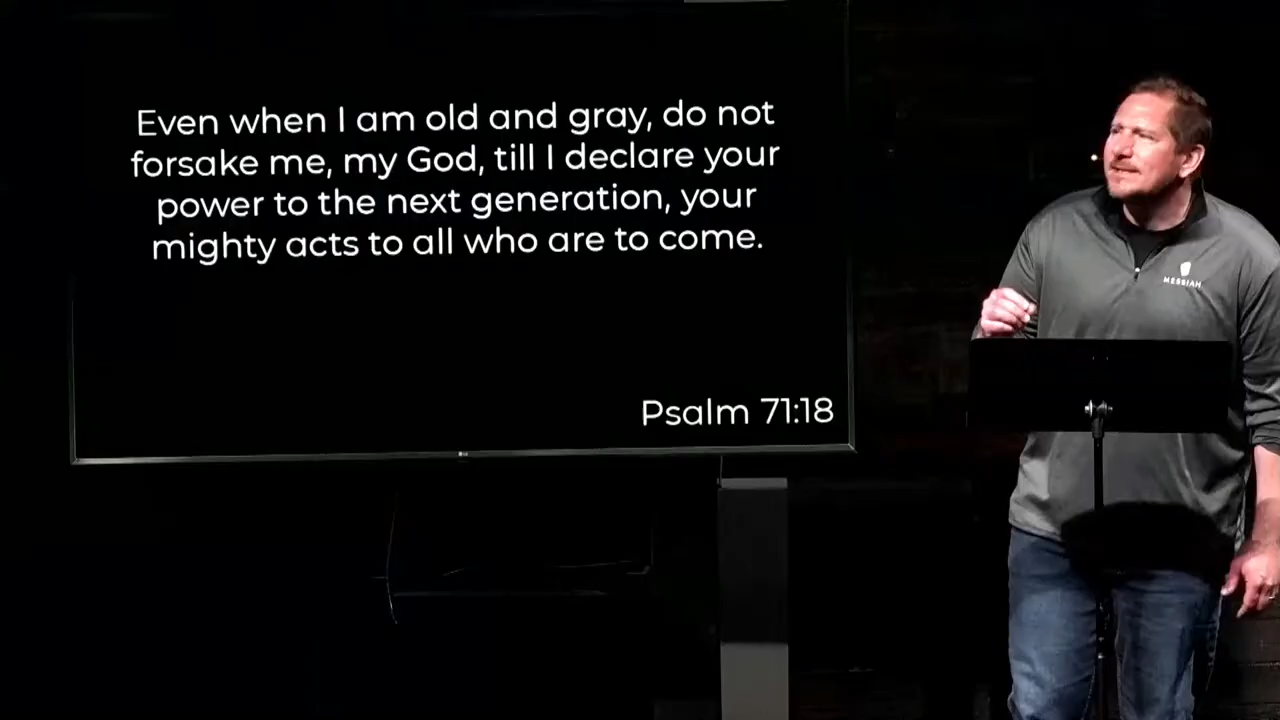 Even when I am old and gray, do not
forsake me, my God, till I declare your
power to the next generation, your
mighty acts to all who are to come.
Psalm 71:18
MESSIAH
LG